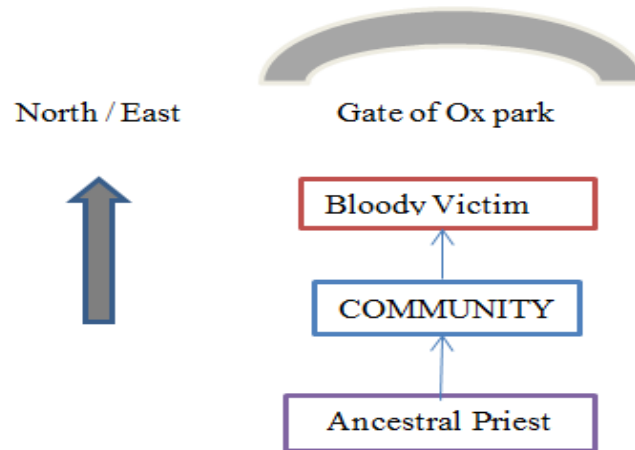 North / East
Gate of Ox park
Bloody Victim
COMMUNITY
Ancestral Priest